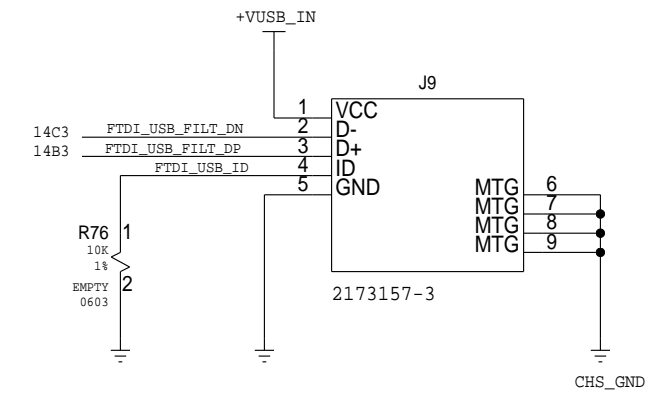 +VUSB_IN
J9
1 VCC
14C3 FTDI_USB_FILT_DN 2 D-
14B3 FTDI_USB_FILT_DP 3 D+
FTDI_USB_ID 4 ID
5 GND MTG 6
MTG 7
MTG 8
MTG 9
R76 1
10K
1%
EMPTY 2
0603
2173157-3
CHS_GND